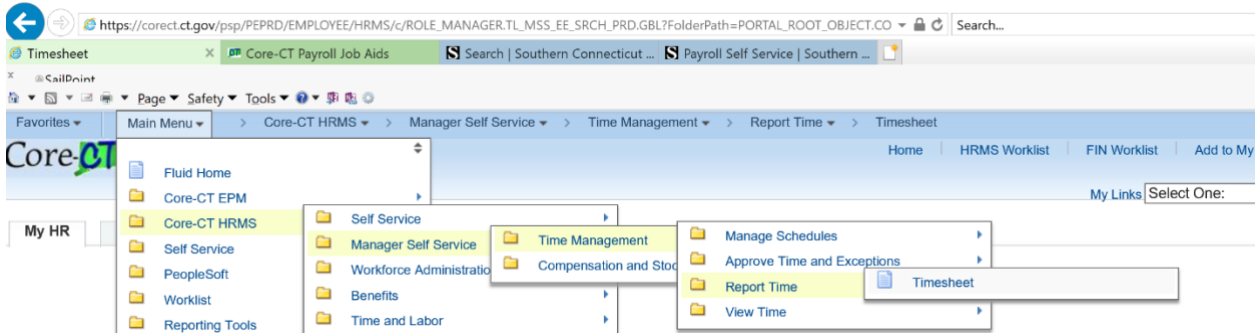 https://corect.ct.gov/psp/PEPRD/EMPLOYEE/HRMS/c/ROLE_MANAGER.TL_MSS_EE_SRCH_PRD.GBL?FolderPath=PORTAL_ROOT_OBJECT.CO Search...
Timesheet × Core-CT Payroll Job Aids Search | Southern Connecticut ... Payroll Self Service | Southern ...
x SailPoint
Page Safety Tools
Favorites Main Menu > Core-CT HRMS > Manager Self Service > Time Management > Report Time > Timesheet
Core-CT Home HRMS Worklist FIN Worklist Add to My
My Links Select One:
My HR
Fluid Home
Core-CT EPM
Core-CT HRMS
Self Service
PeopleSoft
Worklist
Reporting Tools
Self Service
Manager Self Service
Workforce Administratio
Benefits
Time and Labor
Time Management
Compensation and Stoc
Manage Schedules
Approve Time and Exceptions
Report Time
View Time
Timesheet